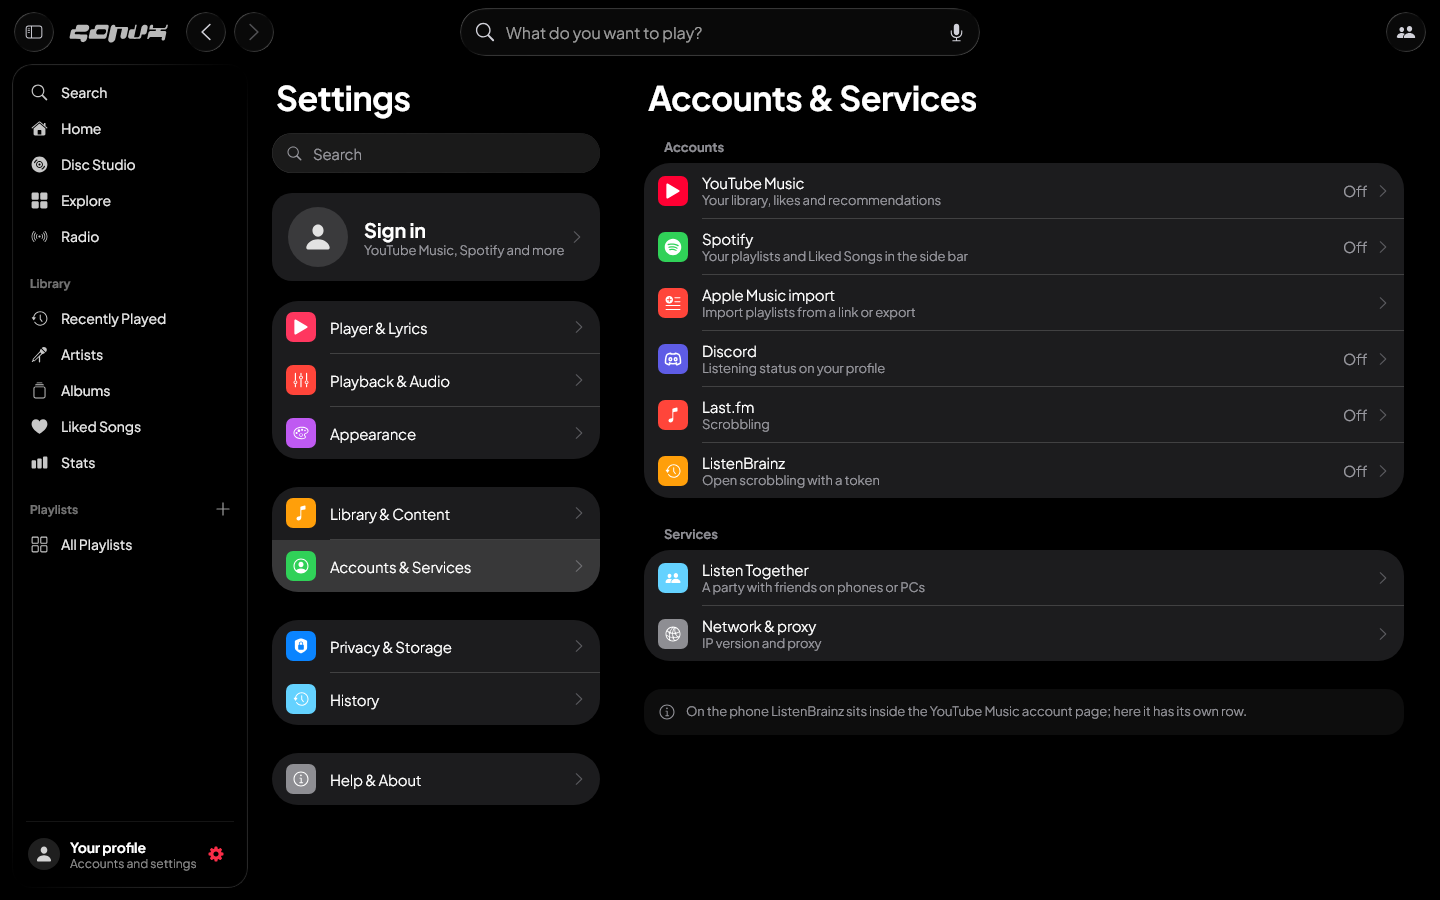 What do you want to play?
Search
Home
Disc Studio
Explore
Radio
Library
Recently Played
Artists
Albums
Liked Songs
Stats
Playlists
All Playlists
Your profile
Accounts and settings
Settings
Search
Sign in
YouTube Music, Spotify and more
Player & Lyrics
Playback & Audio
Appearance
Library & Content
Accounts & Services
Privacy & Storage
History
Help & About
Accounts & Services
Accounts
YouTube Music
Your library, likes and recommendations
Off
Spotify
Your playlists and Liked Songs in the side bar
Off
Apple Music import
Import playlists from a link or export
Discord
Listening status on your profile
Off
Last.fm
Scrobbling
Off
ListenBrainz
Open scrobbling with a token
Off
Services
Listen Together
A party with friends on phones or PCs
Network & proxy
IP version and proxy
On the phone ListenBrainz sits inside the YouTube Music account page; here it has its own row.